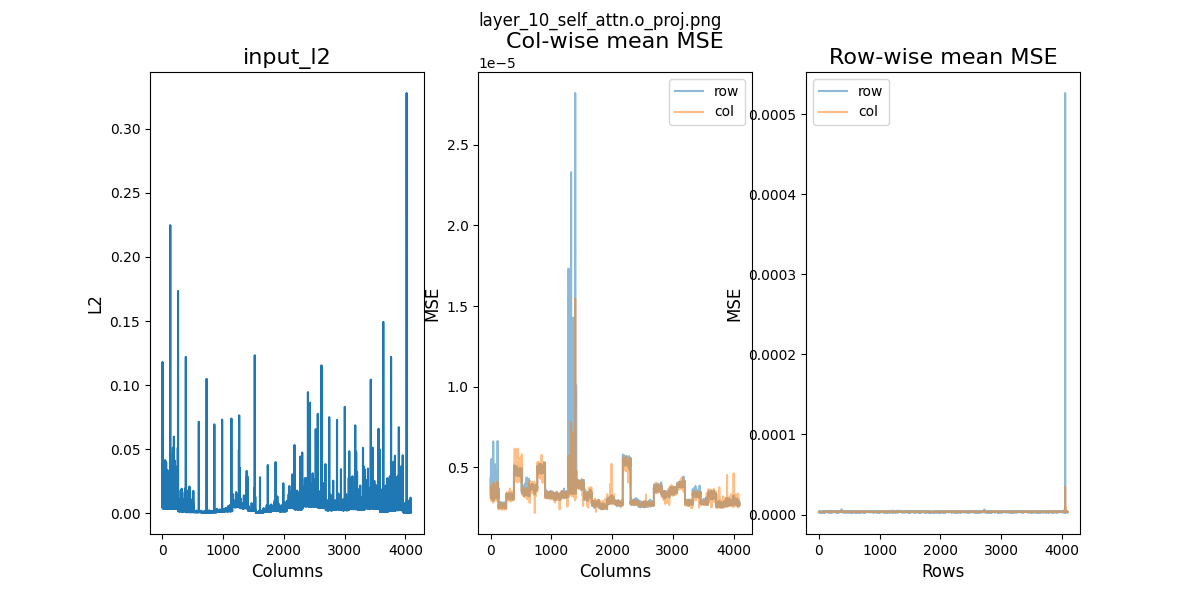 layer_10_self_attn.o_proj.png
input_l2
L2
0.30
0.25
0.20
0.15
0.10
0.05
0.00
0 1000 2000 3000 4000
Columns
Col-wise mean MSE
1e−5
row
col
MSE
2.5
2.0
1.5
1.0
0.5
0 1000 2000 3000 4000
Columns
Row-wise mean MSE
row
col
MSE
0.0005
0.0004
0.0003
0.0002
0.0001
0.0000
0 1000 2000 3000 4000
Rows